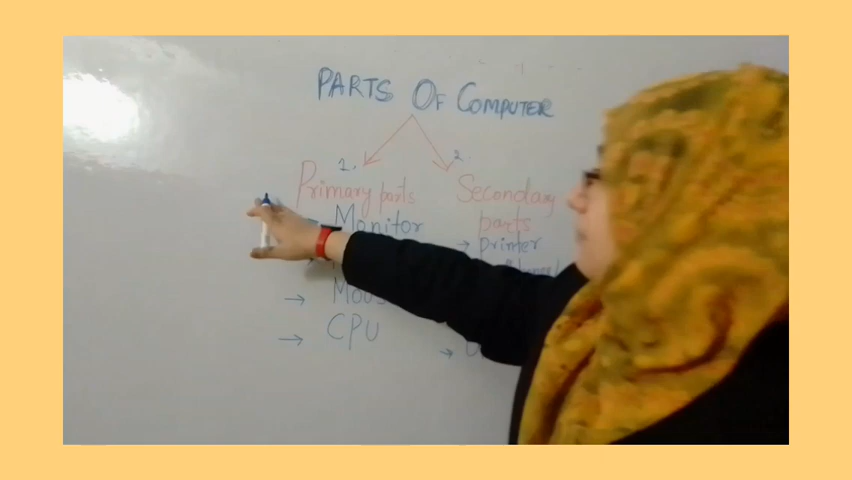 PARTS OF COMPUTER
1.
Primary parts
Monitor
→
→ CPU
2.
Secondary
parts
→ printer
→